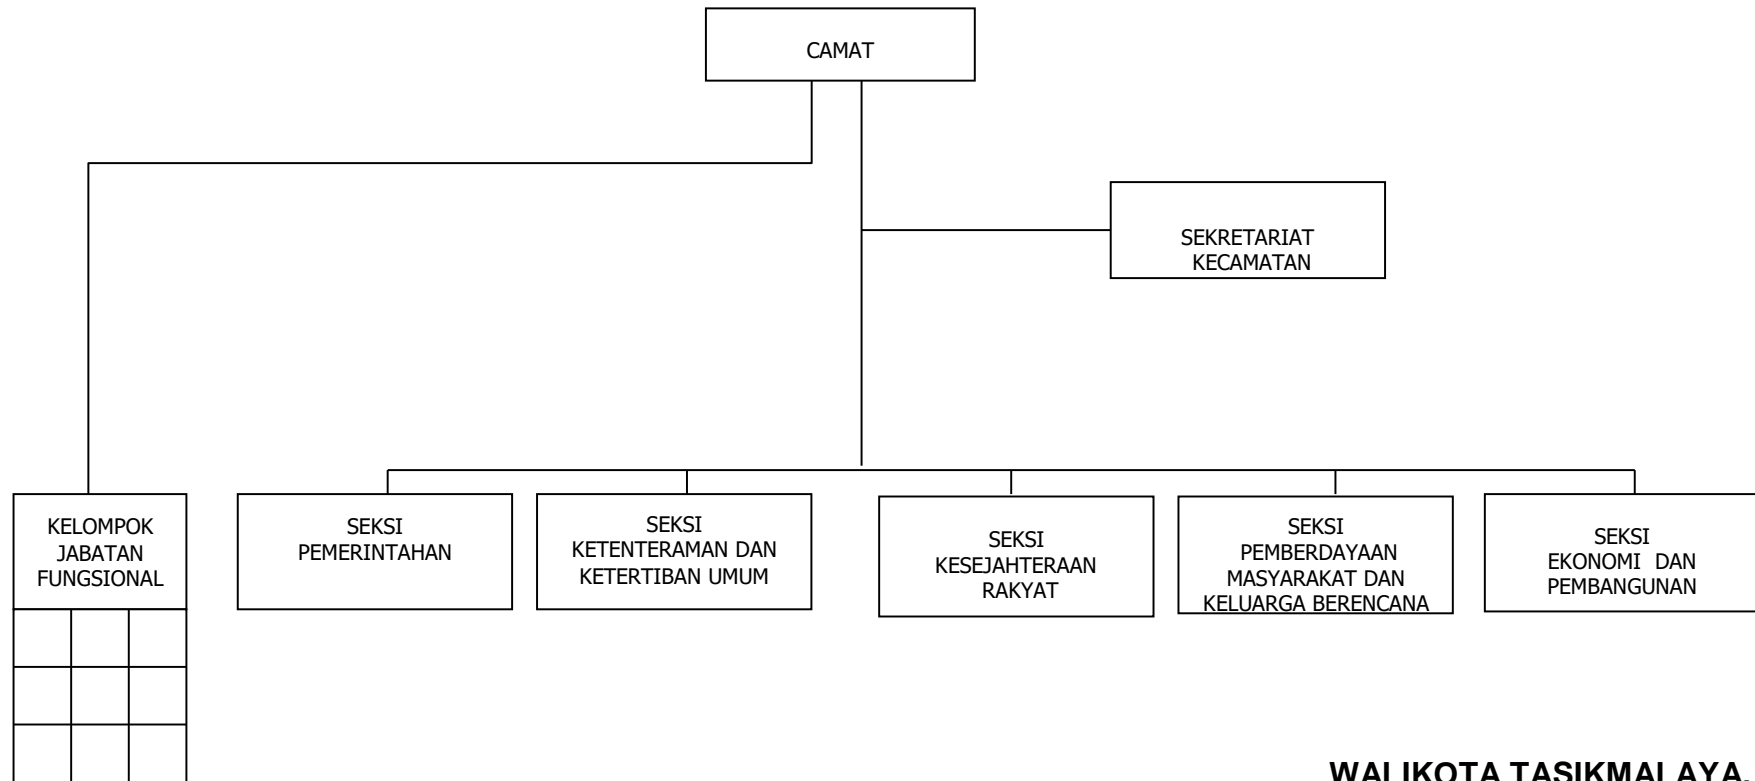 CAMAT
SEKRETARIAT
KECAMATAN
KELOMPOK
JABATAN
FUNGSIONAL
SEKSI
PEMERINTAHAN
SEKSI
KETENTERAMAN DAN
KETERTIBAN UMUM
SEKSI
KESEJAHTERAAN
RAKYAT
SEKSI
PEMBERDAYAAN
MASYARAKAT DAN
KELUARGA BERENCANA
SEKSI
EKONOMI DAN
PEMBANGUNAN
WALIKOTA TASIKMALAYA,